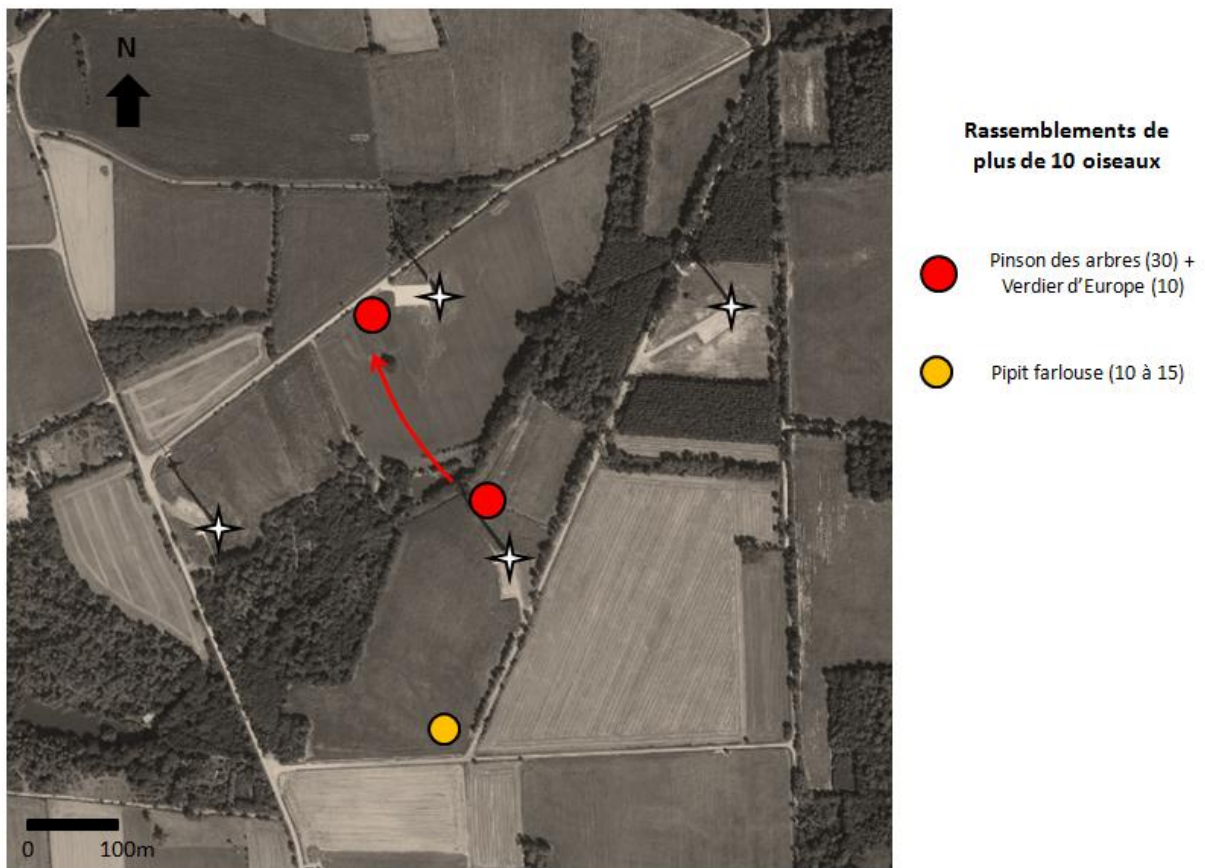 N
Rassemblements de
plus de 10 oiseaux
Pinson des arbres (30) +
Verdier d'Europe (10)
Pipit farlouse (10 à 15)
0 100m